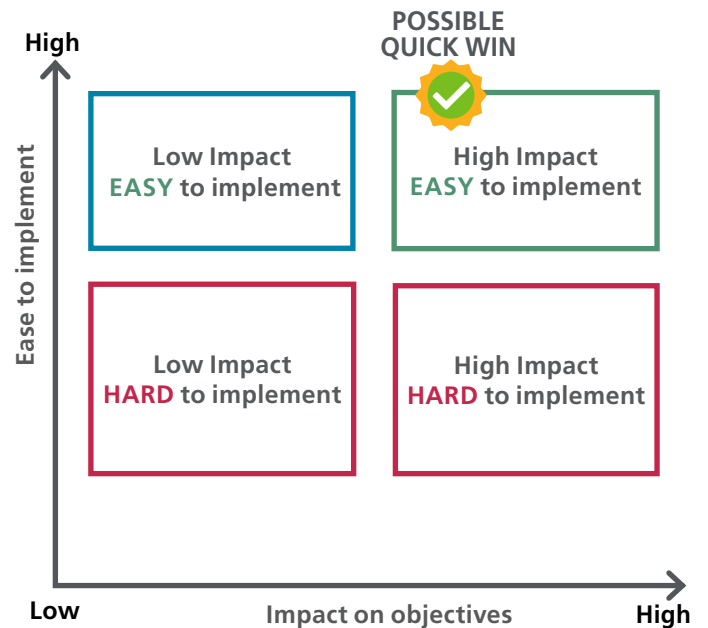 POSSIBLE
QUICK WIN
High
Low Impact
EASY to implement
High Impact
EASY to implement
Ease to implement
Low Impact
HARD to implement
High Impact
HARD to implement
Low
Impact on objectives
High